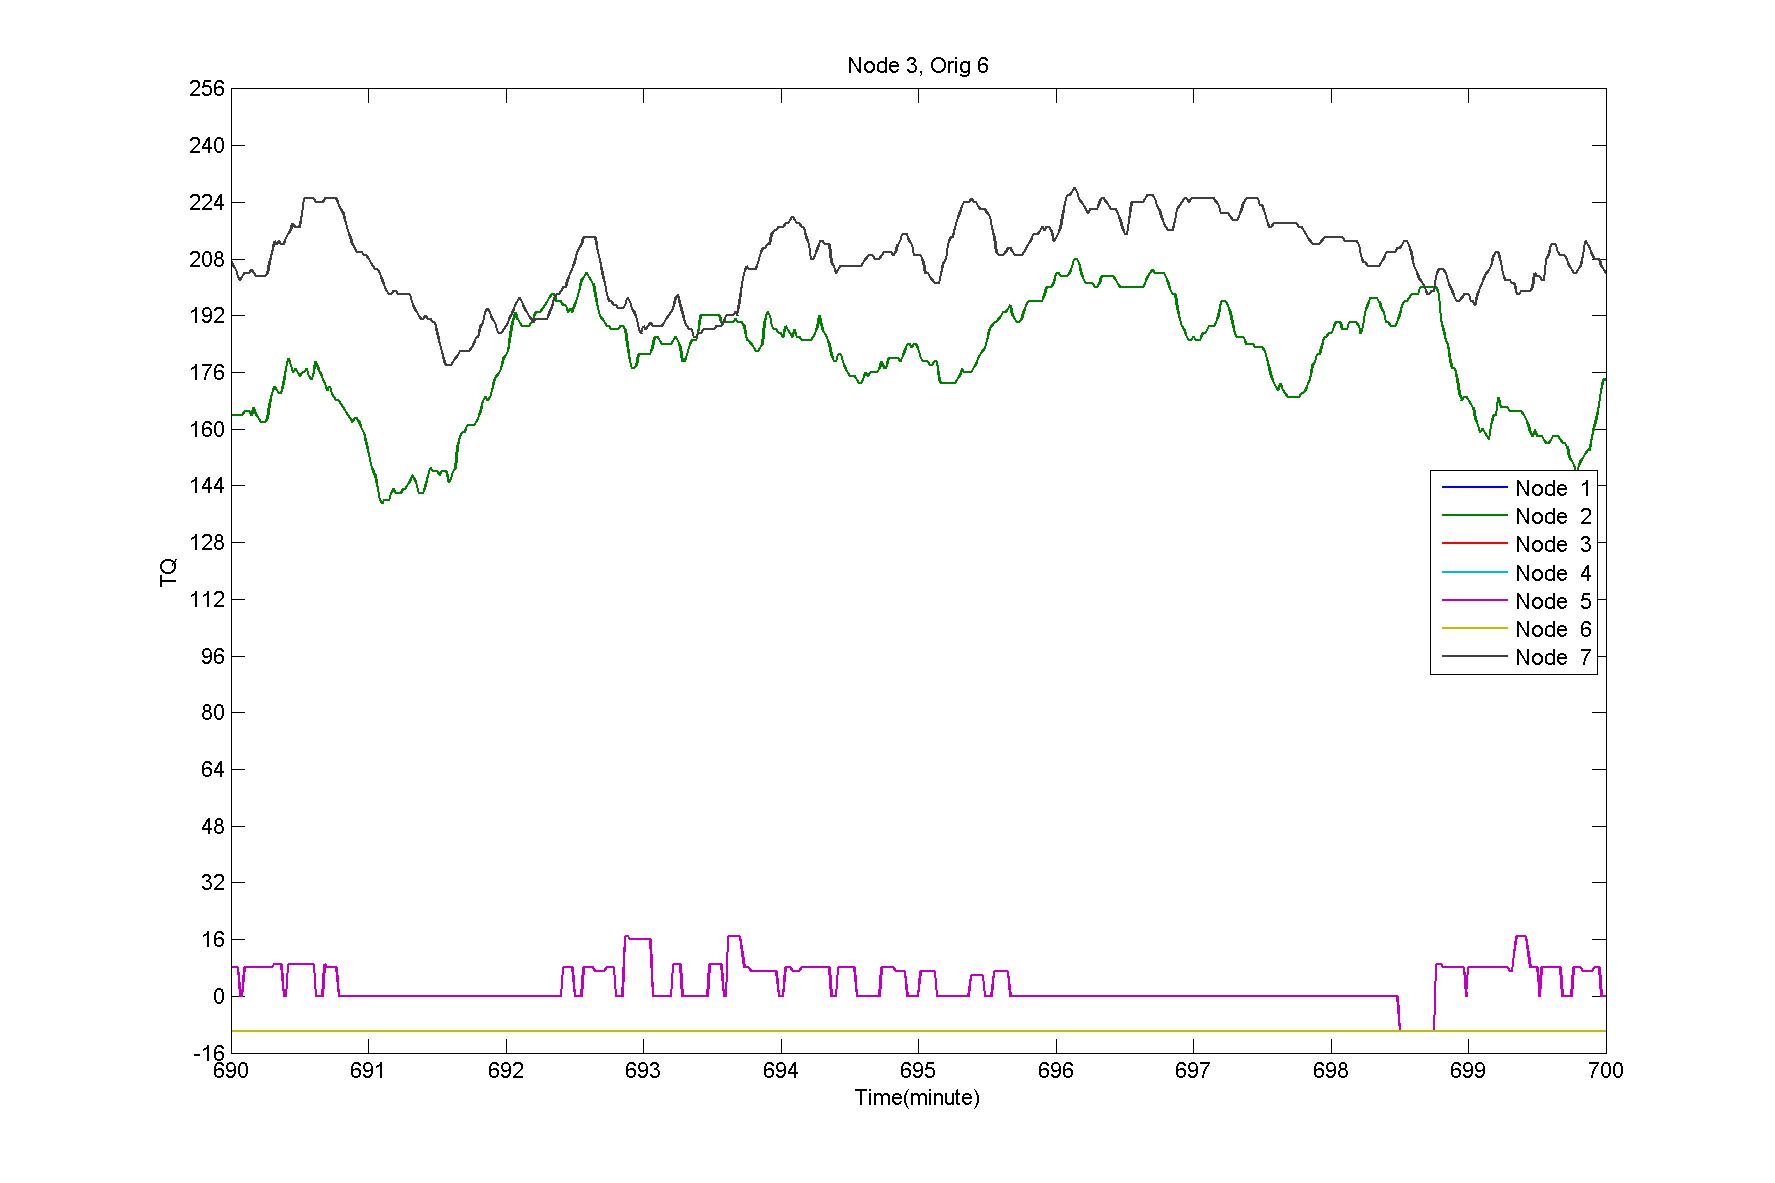 Node 3, Orig 6
256
240
224
208
192
176
160
144
128
112
96
80
64
48
32
16
0
-16
TQ
Node 1
Node 2
Node 3
Node 4
Node 5
Node 6
Node 7
690 691 692 693 694 695 696 697 698 699 700
Time(minute)